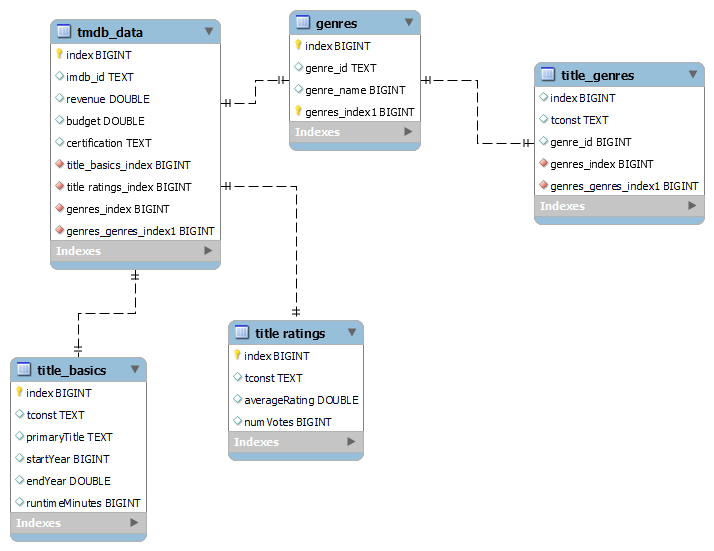 tmdb_data
index BIGINT
imdb_id TEXT
revenue DOUBLE
budget DOUBLE
certification TEXT
title_basics_index BIGINT
title ratings_index BIGINT
genres_index BIGINT
genres_genres_index1 BIGINT
Indexes
genres
index BIGINT
genre_id TEXT
genre_name BIGINT
genres_index1 BIGINT
Indexes
title_genres
index BIGINT
tconst TEXT
genre_id BIGINT
genres_index BIGINT
genres_genres_index1 BIGINT
Indexes
title_basics
index BIGINT
tconst TEXT
primaryTitle TEXT
startYear BIGINT
endYear DOUBLE
runtimeMinutes BIGINT
Indexes
title ratings
index BIGINT
tconst TEXT
averageRating DOUBLE
numVotes BIGINT
Indexes